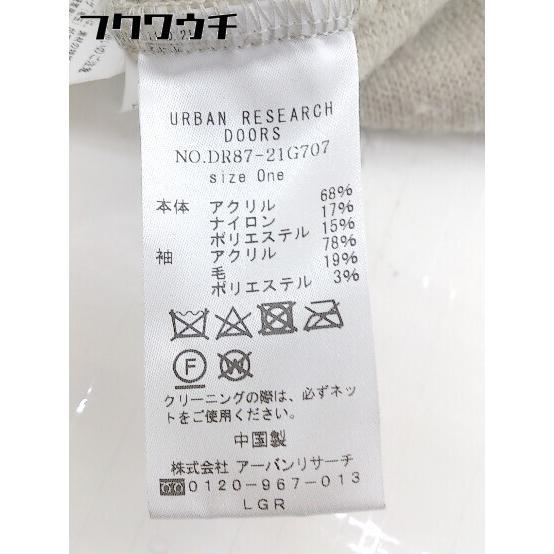 フクワウチ
URBAN RESEARCH
DOORS
NO.DR87-21G707
size One
本体 アクリル 68%
ナイロン 17%
ポリエステル 15%
袖 アクリル 78%
毛 19%
ポリエステル 3%
F
W
クリーニングの際は、必ずネッ
トをご使用ください。
中国製
株式会社 アーバンリサーチ
0120-967-013
LGR